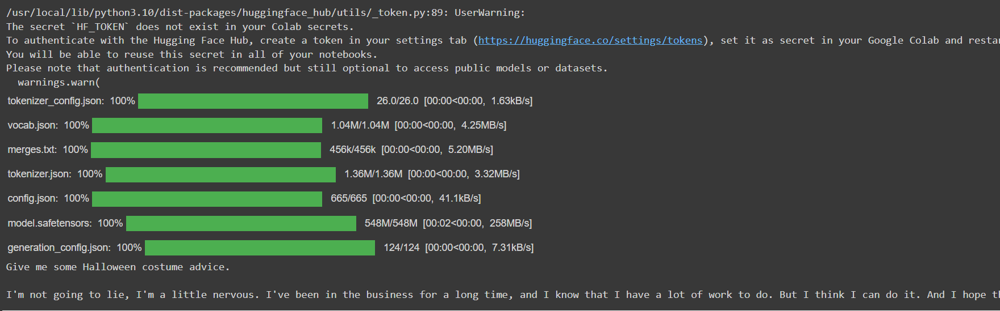 /usr/local/lib/python3.10/dist-packages/huggingface_hub/utils/_token.py:89: UserWarning:
The secret `HF_TOKEN` does not exist in your Colab secrets.
To authenticate with the Hugging Face Hub, create a token in your settings tab (https://huggingface.co/settings/tokens), set it as secret in your Google Colab and
You will be able to reuse this secret in all of your notebooks.
Please note that authentication is recommended but still optional to access public models or datasets.
  warnings.warn(
tokenizer_config.json: 100% 26.0/26.0 [00:00<00:00, 1.63kB/s]
vocab.json: 100% 1.04M/1.04M [00:00<00:00, 4.25MB/s]
merges.txt: 100% 456k/456k [00:00<00:00, 5.20MB/s]
tokenizer.json: 100% 1.36M/1.36M [00:00<00:00, 3.32MB/s]
config.json: 100% 665/665 [00:00<00:00, 41.1kB/s]
model.safetensors: 100% 548M/548M [00:02<00:00, 258MB/s]
generation_config.json: 100% 124/124 [00:00<00:00, 7.31kB/s]
Give me some Halloween costume advice.
I'm not going to lie, I'm a little nervous. I've been in the business for a long time, and I know that I have a lot of work to do. But I think I can do it. And I hope